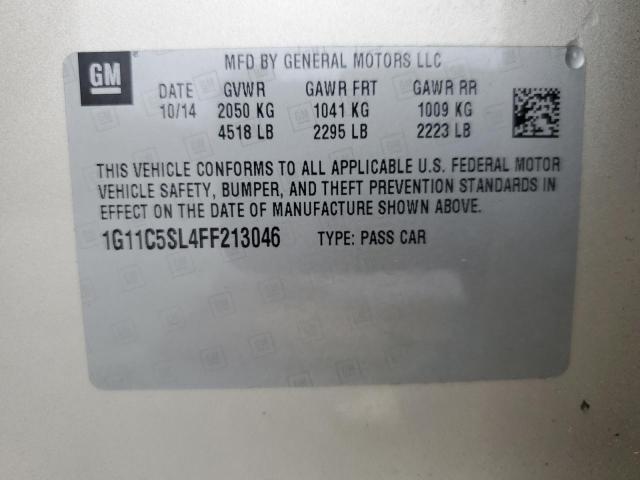 GM
MFD BY GENERAL MOTORS LLC
DATE GVWR GAWR FRT GAWR RR
10/14 2050 KG 1041 KG 1009 KG
4518 LB 2295 LB 2223 LB
THIS VEHICLE CONFORMS TO ALL APPLICABLE U.S. FEDERAL MOTOR
VEHICLE SAFETY, BUMPER, AND THEFT PREVENTION STANDARDS IN
EFFECT ON THE DATE OF MANUFACTURE SHOWN ABOVE.
1G11C5SL4FF213046 TYPE: PASS CAR